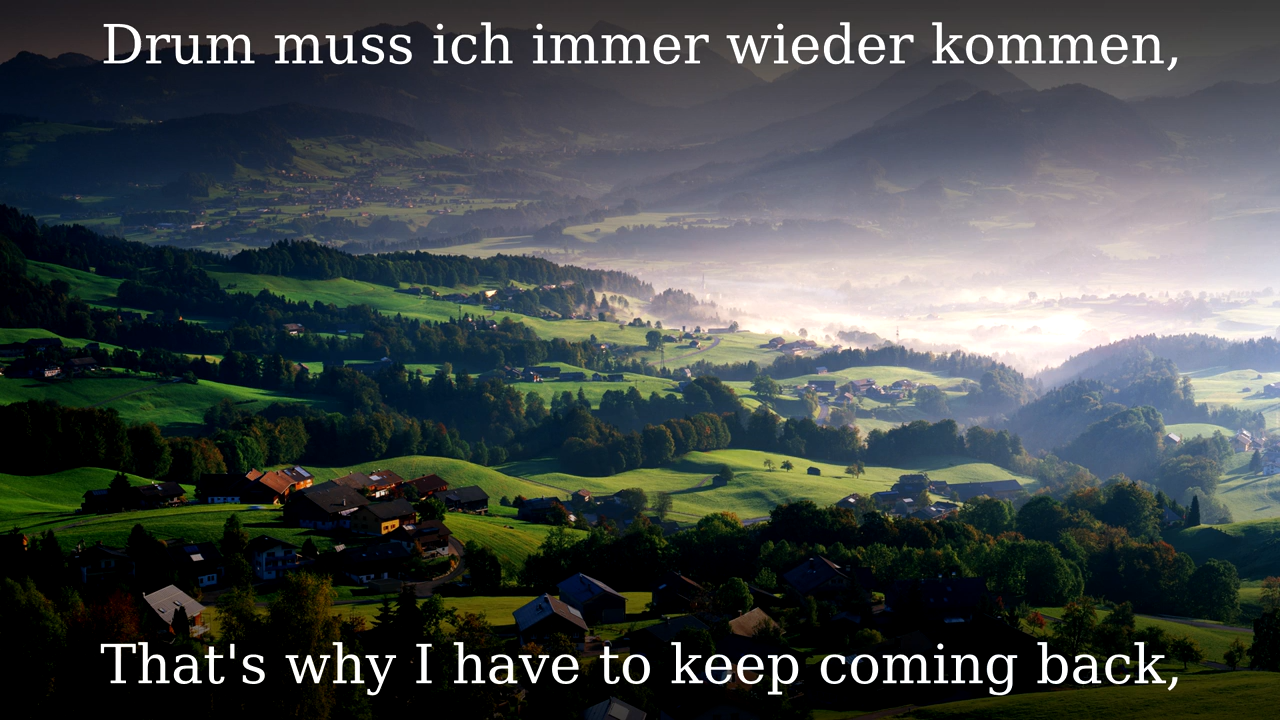 Drum muss ich immer wieder kommen,
That's why I have to keep coming back,